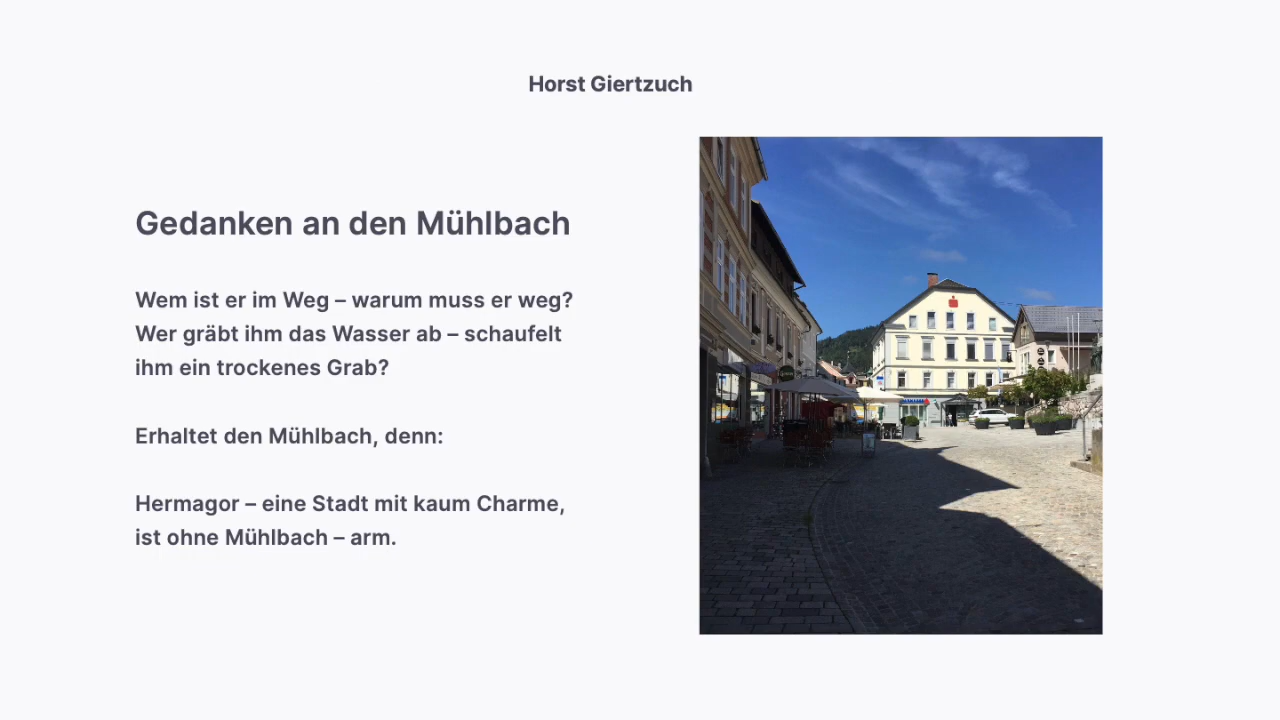 Horst Giertzuch
Gedanken an den Mühlbach
Wem ist er im Weg – warum muss er weg?
Wer gräbt ihm das Wasser ab – schaufelt
ihm ein trockenes Grab?
Erhaltet den Mühlbach, denn:
Hermagor – eine Stadt mit kaum Charme,
ist ohne Mühlbach – arm.